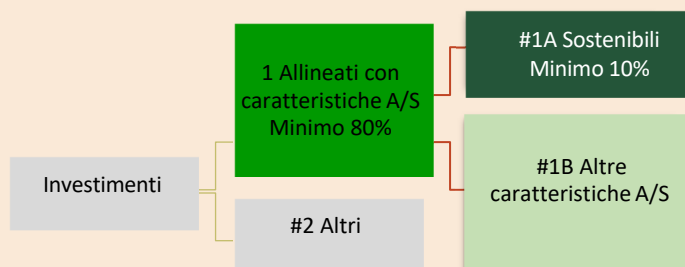 #1A Sostenibili
Minimo 10%
1 Allineati con
caratteristiche A/S
Minimo 80%
#1B Altre
caratteristiche A/S
Investimenti
#2 Altri